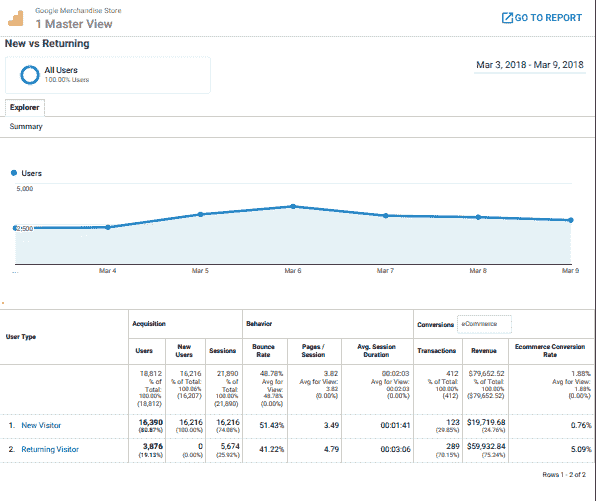 Google Merchandise Store
1 Master View
GO TO REPORT
New vs Returning
All Users
100.00% Users
Mar 3, 2018 - Mar 9, 2018
Explorer
Summary
Users
5,000
2,500
...
Mar 4
Mar 5
Mar 6
Mar 7
Mar 8
Mar 9
User Type
Acquisition
Behavior
Conversions
eCommerce
Users
New Users
Sessions
Bounce Rate
Pages / Session
Avg. Session Duration
Transactions
Revenue
Ecommerce Conversion Rate
18,812
% of Total: 100.00% (18,812)
16,216
% of Total: 100.06% (16,207)
21,890
% of Total: 100.00% (21,890)
48.78%
Avg for View: 48.78% (0.00%)
3.82
Avg for View: 3.82 (0.00%)
00:02:03
Avg for View: 00:02:03 (0.00%)
412
% of Total: 100.00% (412)
$79,652.52
% of Total: 100.00% ($79,652.52)
1.88%
Avg for View: 1.88% (0.00%)
1. New Visitor
16,390 (80.87%)
16,216 (100.00%)
16,216 (74.08%)
51.43%
3.49
00:01:41
123 (29.85%)
$19,719.68 (24.76%)
0.76%
2. Returning Visitor
3,876 (19.13%)
0 (0.00%)
5,674 (25.92%)
41.22%
4.79
00:03:06
289 (70.15%)
$59,932.84 (75.24%)
5.09%
Rows 1 - 2 of 2